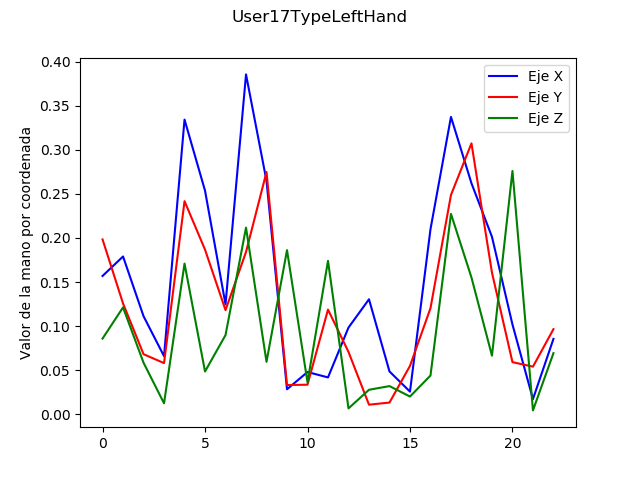 User17TypeLeftHand
Valor de la mano por coordenada
0.40
0.35
0.30
0.25
0.20
0.15
0.10
0.05
0.00
Eje X
Eje Y
Eje Z
0 5 10 15 20